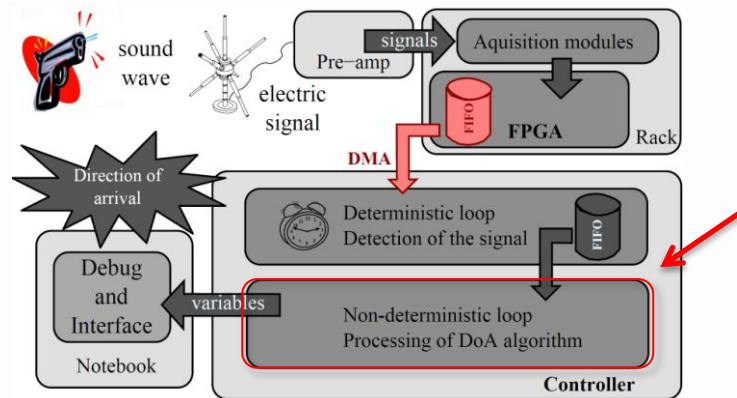 sound
wave
electric
signal
Pre-amp
signals
Aquisition modules
FIFO
FPGA
Rack
DMA
Direction of
arrival
Deterministic loop
Detection of the signal
FIFO
Debug
and
Interface
Notebook
variables
Non-deterministic loop
Processing of DoA algorithm
Controller